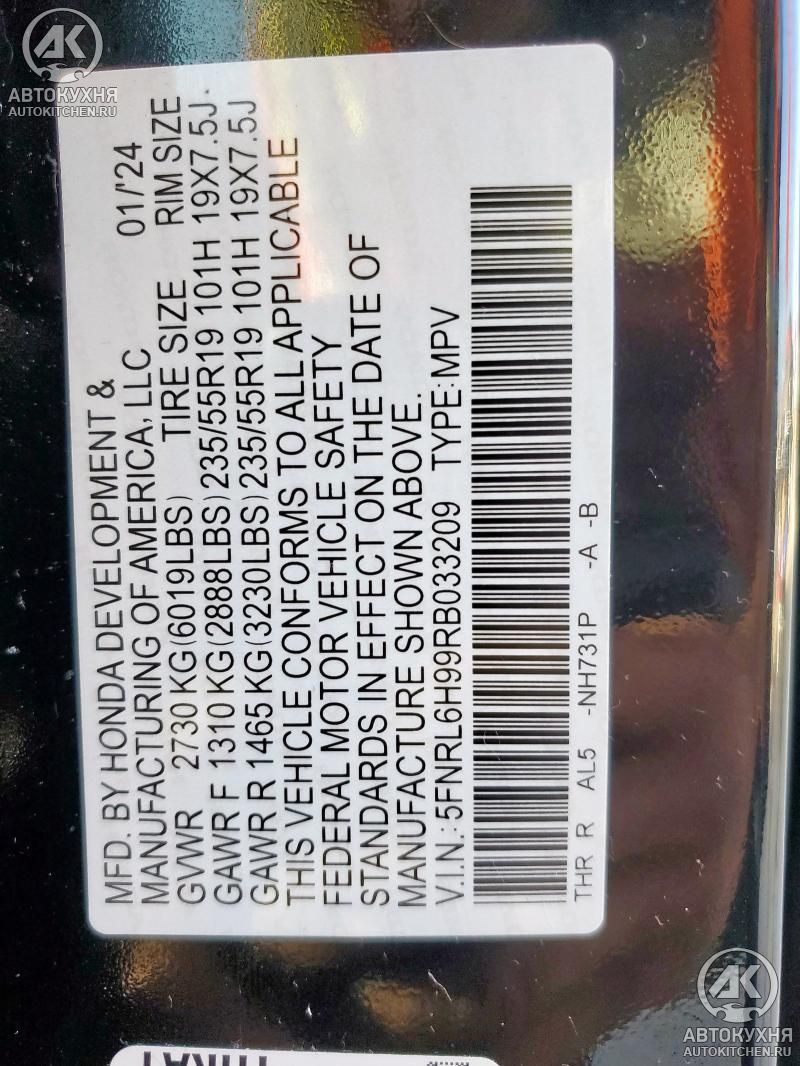 АВТОКУХНЯ
AUTOKITCHEN.RU
MFD. BY HONDA DEVELOPMENT & 01/'24
MANUFACTURING OF AMERICA, LLC
GVWR 2730 KG(6019LBS) TIRE SIZE RIM SIZE
GAWR F 1310 KG(2888LBS)235/55R19 101H 19X7.5J
GAWR R 1465 KG(3230LBS)235/55R19 101H 19X7.5J
THIS VEHICLE CONFORMS TO ALL APPLICABLE
FEDERAL MOTOR VEHICLE SAFETY
STANDARDS IN EFFECT ON THE DATE OF
MANUFACTURE SHOWN ABOVE.
V.I.N.:5FNRL6H99RB033209 TYPE:MPV
THR R AL5 -NH731P -A -B
АВТОКУХНЯ
AUTOKITCHEN.RU